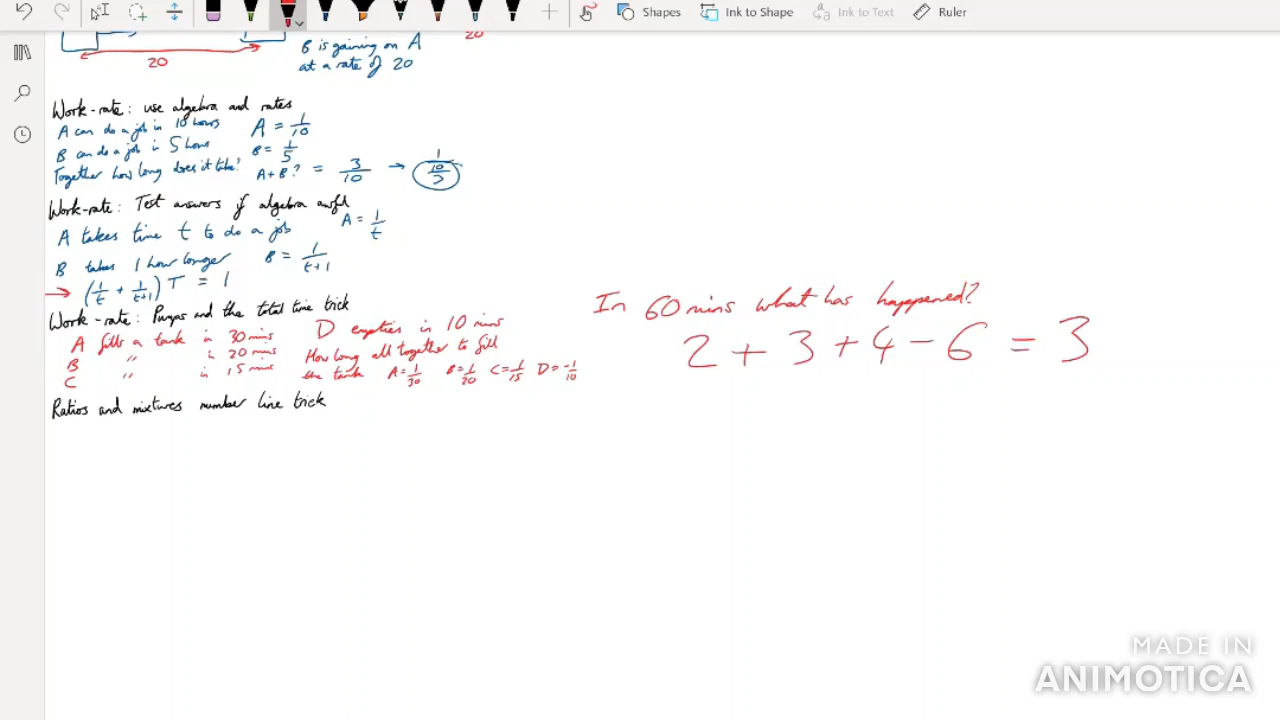 Shapes
Ink to Shape
Ink to Text
Ruler
20
B is gaining on A
at a rate of 20
20
Work-rate: use algebra and rates
A can do a job in 10 hours A = 1/10
B can do a job in 5 hours B = 1/5
Together how long does it take? A+B? = 3/10 →
Work-rate: Test answers if algebra awful
A takes time t to do a job A = 1/t
B takes 1 hour longer B = 1/t+1
→ (1/t + 1/t+1) T = 1
Work-rate: Pumps and the total time trick
A fills a tank in 30 mins
B " in 20 mins
C " in 15 mins
D empties in 10 mins
How long all together to fill
the tank A = 1/30 B = 1/20 C = 1/15 D = -1/10
Ratios and mixtures number line trick
In 60 mins what has happened?
2 + 3 + 4 - 6 = 3
MADE IN
ANIMOTICA